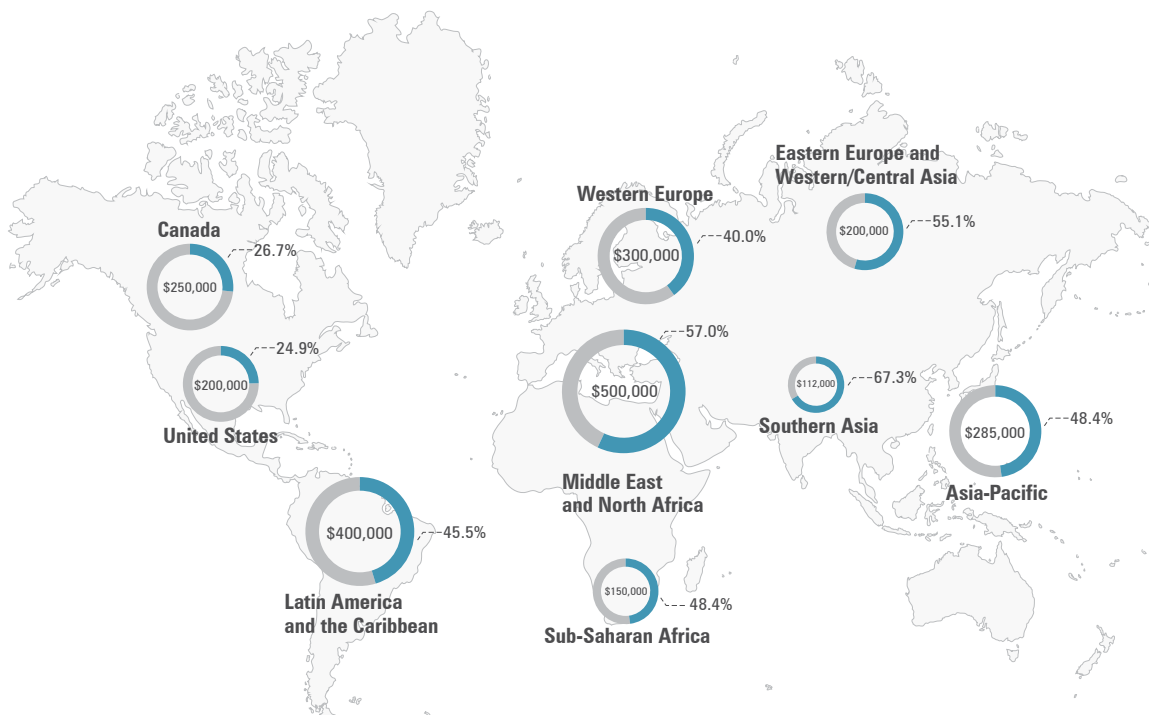 Eastern Europe and
Western/Central Asia
$200,000
55.1%
Western Europe
$300,000
40.0%
Canada
$250,000
26.7%
$200,000
24.9%
United States
$500,000
57.0%
Middle East
and North Africa
$112,000
67.3%
Southern Asia
$285,000
48.4%
Asia-Pacific
$400,000
45.5%
Latin America
and the Caribbean
$150,000
48.4%
Sub-Saharan Africa